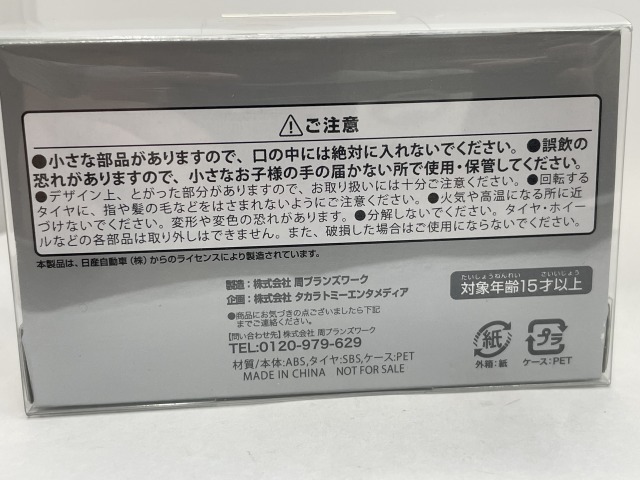 ⚠ご注意
●小さな部品がありますので、口の中には絶対に入れないでください。●誤飲の
恐れがありますので、小さなお子様の手の届かない所で使用・保管してください。
●デザイン上、とがった部分がありますので、お取り扱いには十分ご注意ください。●回転する
タイヤに、指や髪の毛などをはさまれないようにご注意ください。●火気や高温になる所に近
づけないでください。変形や変色の恐れがあります。●分解しないでください。タイヤ・ホイー
ルなどの各部品は取り外しはできません。また、破損した場合はご使用にならないでください。
本製品は、日産自動車(株)からのライセンスにより製造されています。
製造：株式会社 周プランズワーク
企画：株式会社 タカラトミーエンタメディア
●商品にお気づきの点ございましたら下記
までご連絡ください。
【問い合わせ先】株式会社 周プランズワーク
TEL:0120-979-629
材質/本体:ABS,タイヤ:SBS,ケース:PET
MADE IN CHINA NOT FOR SALE
たいしょうねんれい さいいじょう
対象年齢15才以上
紙
外箱:紙
プラ
ケース:PET